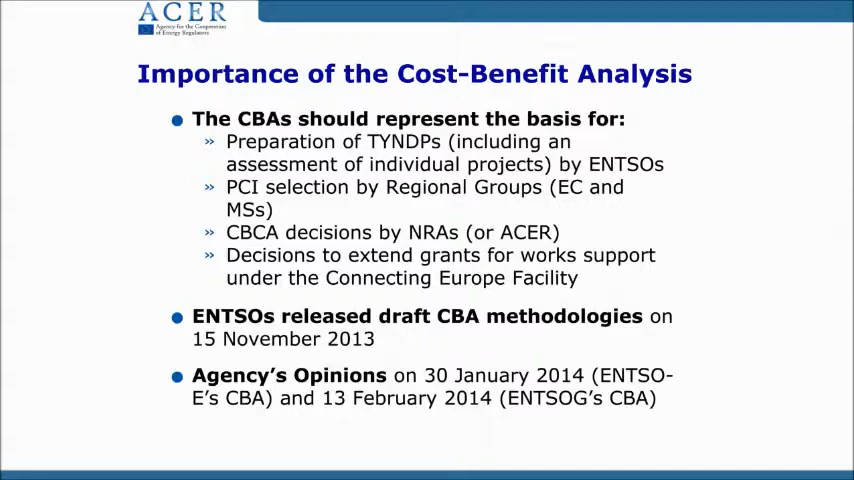 ACER
Agency for the Cooperation
of Energy Regulators
Importance of the Cost-Benefit Analysis
● The CBAs should represent the basis for:
» Preparation of TYNDPs (including an
assessment of individual projects) by ENTSOs
» PCI selection by Regional Groups (EC and
MSs)
» CBCA decisions by NRAs (or ACER)
» Decisions to extend grants for works support
under the Connecting Europe Facility
● ENTSOs released draft CBA methodologies on
15 November 2013
● Agency’s Opinions on 30 January 2014 (ENTSO-
E’s CBA) and 13 February 2014 (ENTSOG’s CBA)